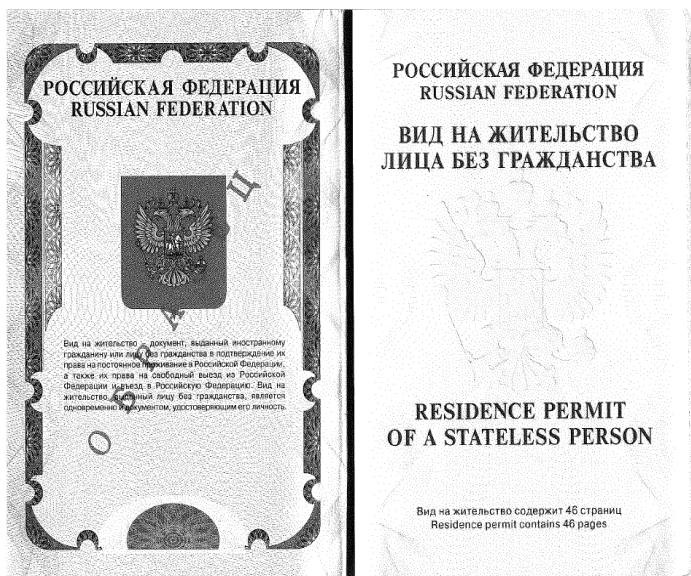 РОССИЙСКАЯ ФЕДЕРАЦИЯ
RUSSIAN FEDERATION
ОБРАЗЕЦ
Вид на жительство – документ, выданный иностранному
гражданину или лицу без гражданства в подтверждение их
права на постоянное проживание в Российской Федерации,
а также их права на свободный выезд из Российской
Федерации и въезд в Российскую Федерацию. Вид на
жительство, выданный лицу без гражданства, является
одновременно и документом, удостоверяющим его личность.
РОССИЙСКАЯ ФЕДЕРАЦИЯ
RUSSIAN FEDERATION
ВИД НА ЖИТЕЛЬСТВО
ЛИЦА БЕЗ ГРАЖДАНСТВА
RESIDENCE PERMIT
OF A STATELESS PERSON
Вид на жительство содержит 46 страниц
Residence permit contains 46 pages